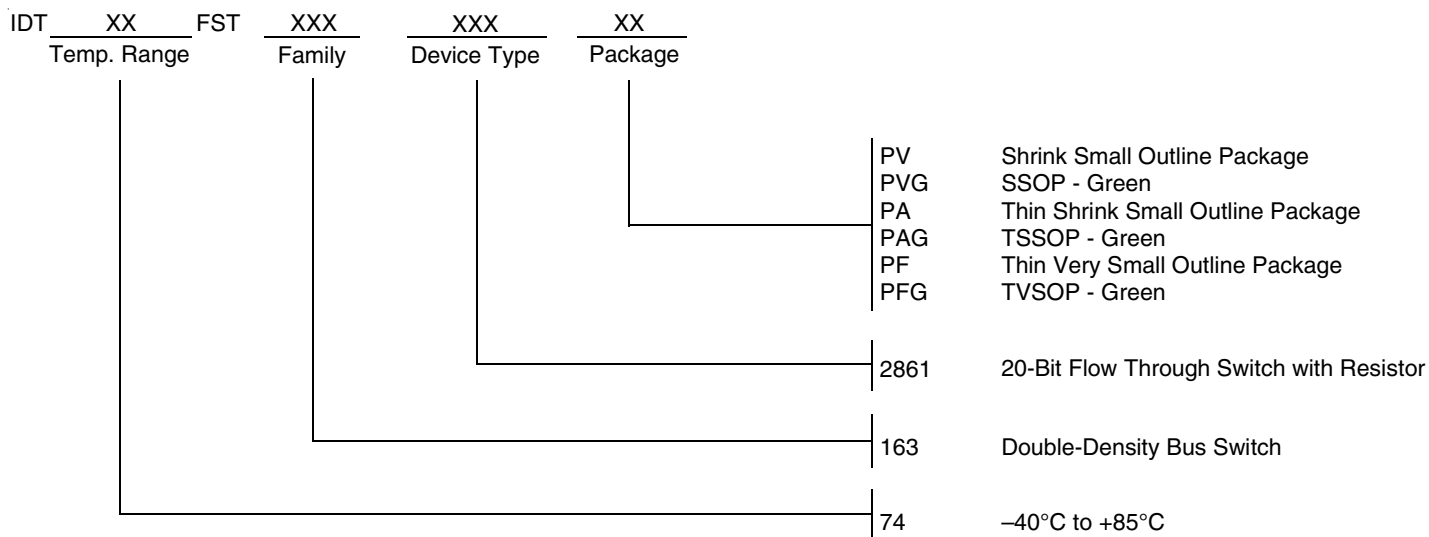 IDT XX FST XXX XXX XX
Temp. Range Family Device Type Package
PV Shrink Small Outline Package
PVG SSOP - Green
PA Thin Shrink Small Outline Package
PAG TSSOP - Green
PF Thin Very Small Outline Package
PFG TVSOP - Green
2861 20-Bit Flow Through Switch with Resistor
163 Double-Density Bus Switch
74 –40°C to +85°C